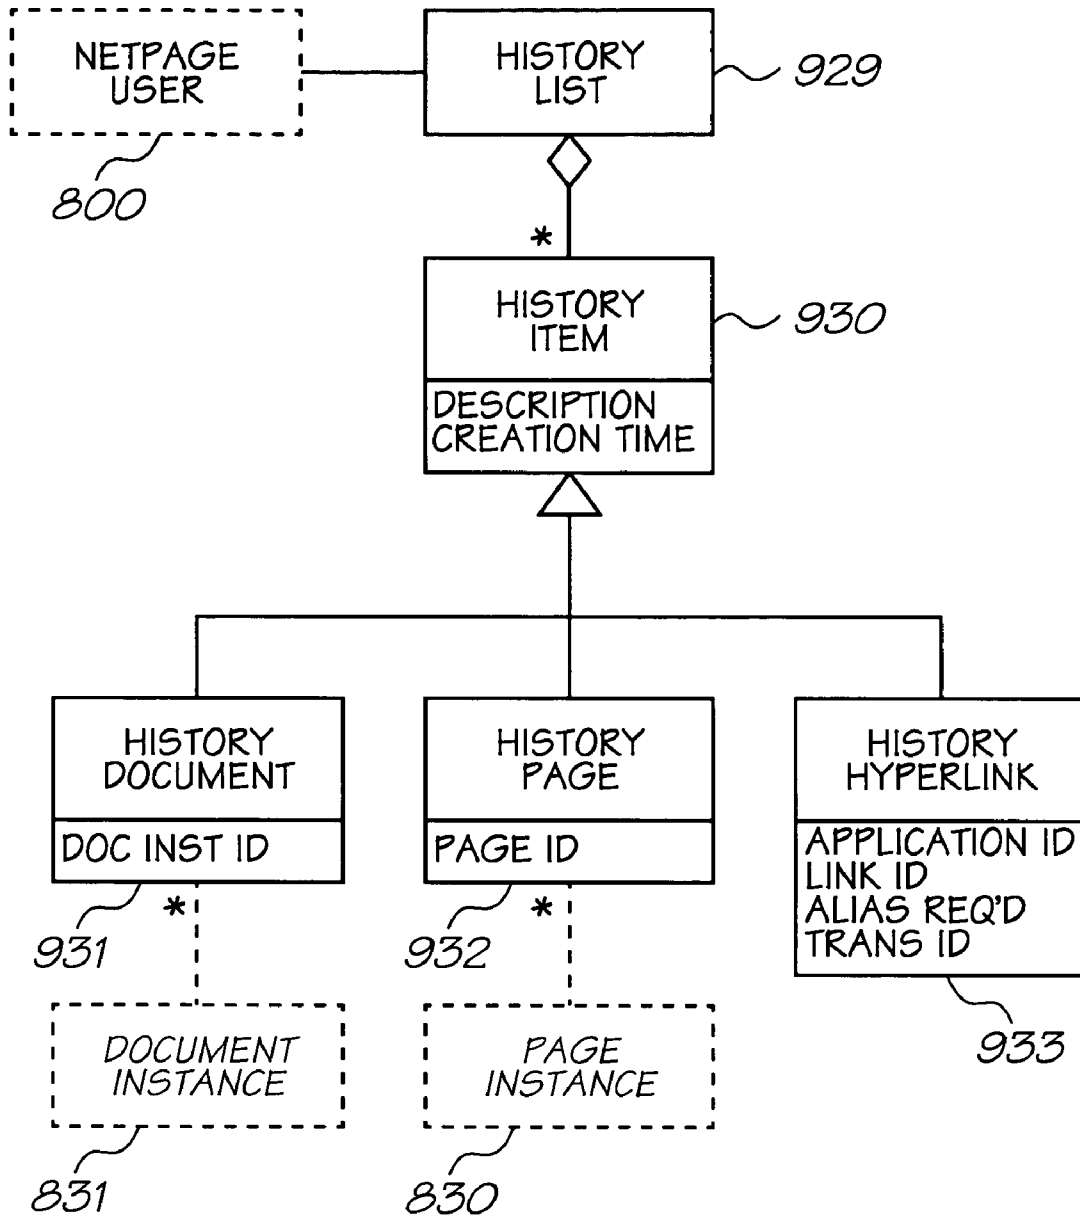 NETPAGE
USER
HISTORY
LIST
929
800
*
HISTORY
ITEM
930
DESCRIPTION
CREATION TIME
HISTORY
DOCUMENT
HISTORY
PAGE
HISTORY
HYPERLINK
DOC INST ID
PAGE ID
APPLICATION ID
LINK ID
ALIAS REQ'D
TRANS ID
931
*
932
*
933
DOCUMENT
INSTANCE
PAGE
INSTANCE
831
830